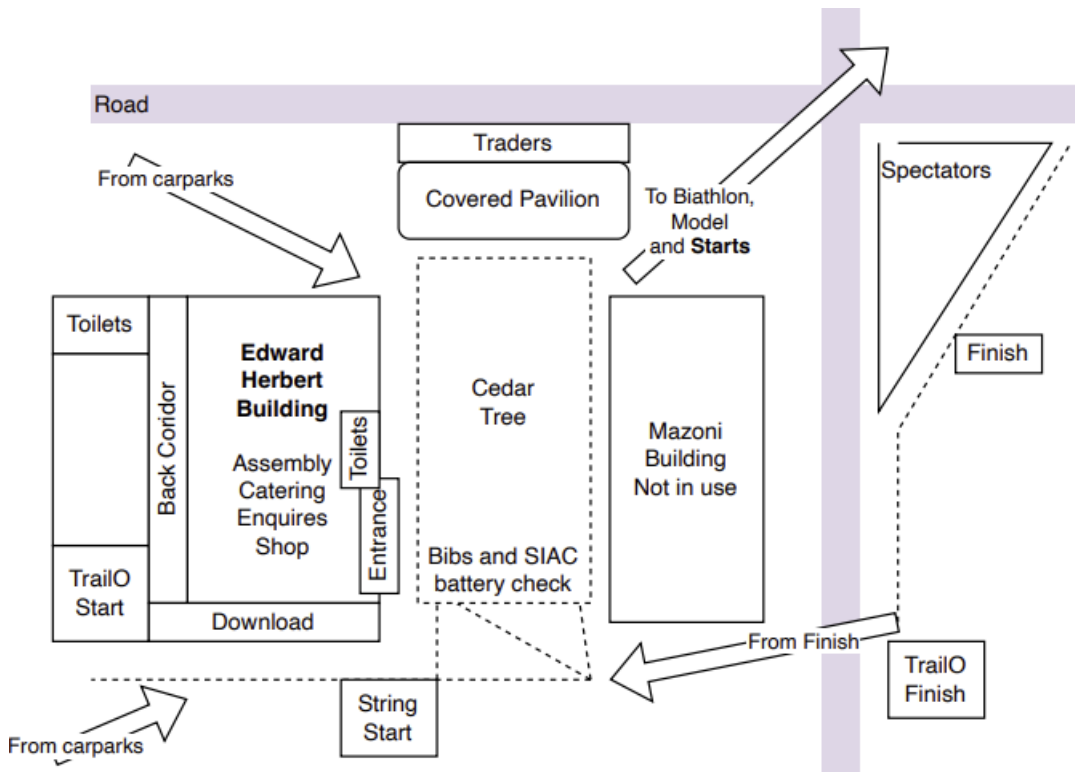 Road
Traders
Covered Pavilion
From carparks
To Biathlon,
Model
and Starts
Spectators
Toilets
Edward
Herbert
Building
Assembly
Catering
Enquires
Shop
Back Coridor
Toilets
Entrance
Cedar
Tree
Mazoni
Building
Not in use
Finish
TrailO
Start
Download
Bibs and SIAC
battery check
From Finish
TrailO
Finish
String
Start
From carparks